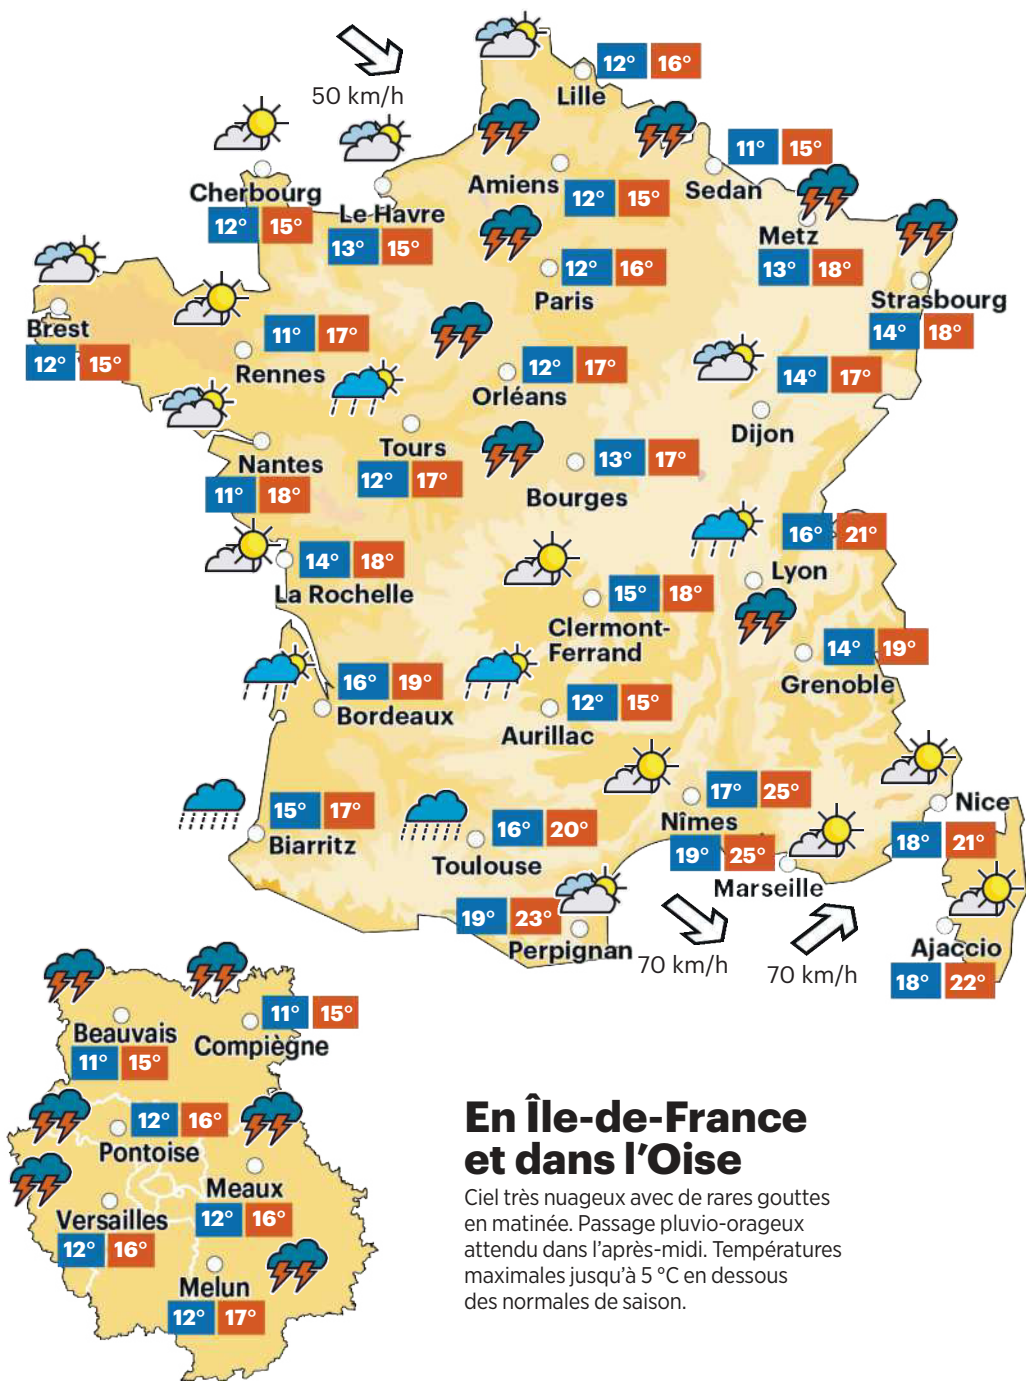 12° 16°
Lille
50 km/h
Cherbourg
12° 15°
Le Havre
13° 15°
Amiens
12° 15°
11° 15°
Sedan
Metz
13° 18°
12° 16°
Paris
Strasbourg
14° 18°
Brest
12° 15°
11° 17°
Rennes
12° 17°
Orléans
14° 17°
Dijon
Tours
12° 17°
Nantes
11° 18°
13° 17°
Bourges
16° 21°
Lyon
14° 18°
La Rochelle
15° 18°
Clermont-
Ferrand
14° 19°
Grenoble
16° 19°
Bordeaux
12° 15°
Aurillac
15° 17°
Biarritz
16° 20°
Toulouse
17° 25°
Nîmes
19° 25°
Marseille
Nice
18° 21°
19° 23°
Perpignan
70 km/h
70 km/h
Ajaccio
18° 22°
Beauvais
11° 15°
11° 15°
Compiègne
12° 16°
Pontoise
Meaux
12° 16°
Versailles
12° 16°
Melun
12° 17°
En Île-de-France
et dans l'Oise
Ciel très nuageux avec de rares gouttes
en matinée. Passage pluvio-orageux
attendu dans l'après-midi. Températures
maximales jusqu'à 5 °C en dessous
des normales de saison.